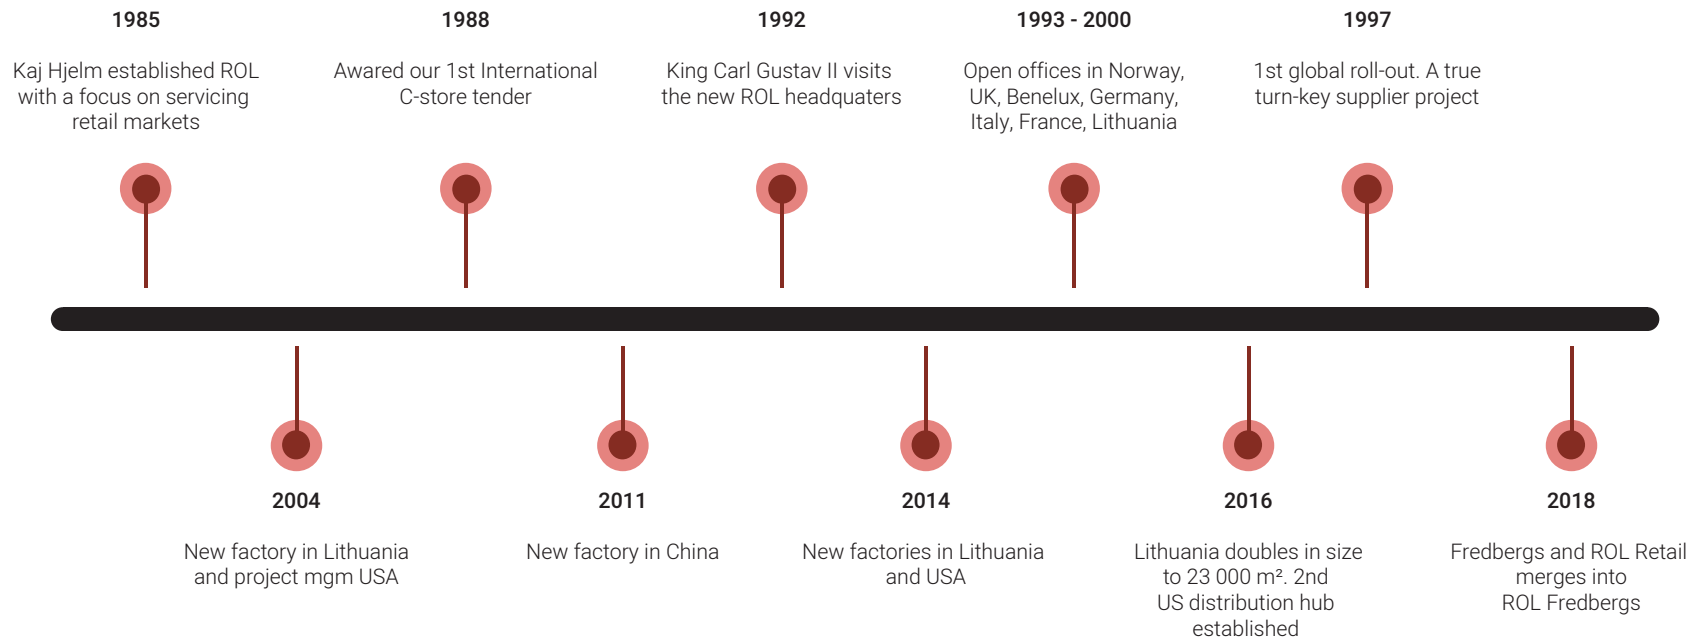 1985
Kaj Hjelm established ROL
with a focus on servicing
retail markets
1988
Awared our 1st International
C-store tender
1992
King Carl Gustav II visits
the new ROL headquaters
1993 - 2000
Open offices in Norway,
UK, Benelux, Germany,
Italy, France, Lithuania
1997
1st global roll-out. A true
turn-key supplier project
2004
New factory in Lithuania
and project mgm USA
2011
New factory in China
2014
New factories in Lithuania
and USA
2016
Lithuania doubles in size
to 23 000 m². 2nd
US distribution hub
established
2018
Fredbergs and ROL Retail
merges into
ROL Fredbergs